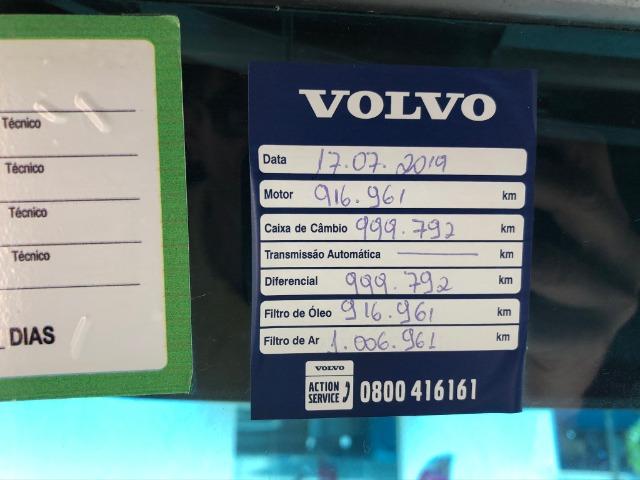 Técnico
Técnico
Técnico
Técnico
DIAS
VOLVO
Data 17.07.2019
Motor 916.961 km
Caixa de Câmbio 999.792 km
Transmissão Automática km
Diferencial 999.792 km
Filtro de Óleo 916.961 km
Filtro de Ar 1.006.961 km
VOLVO
ACTION SERVICE 0800 416161